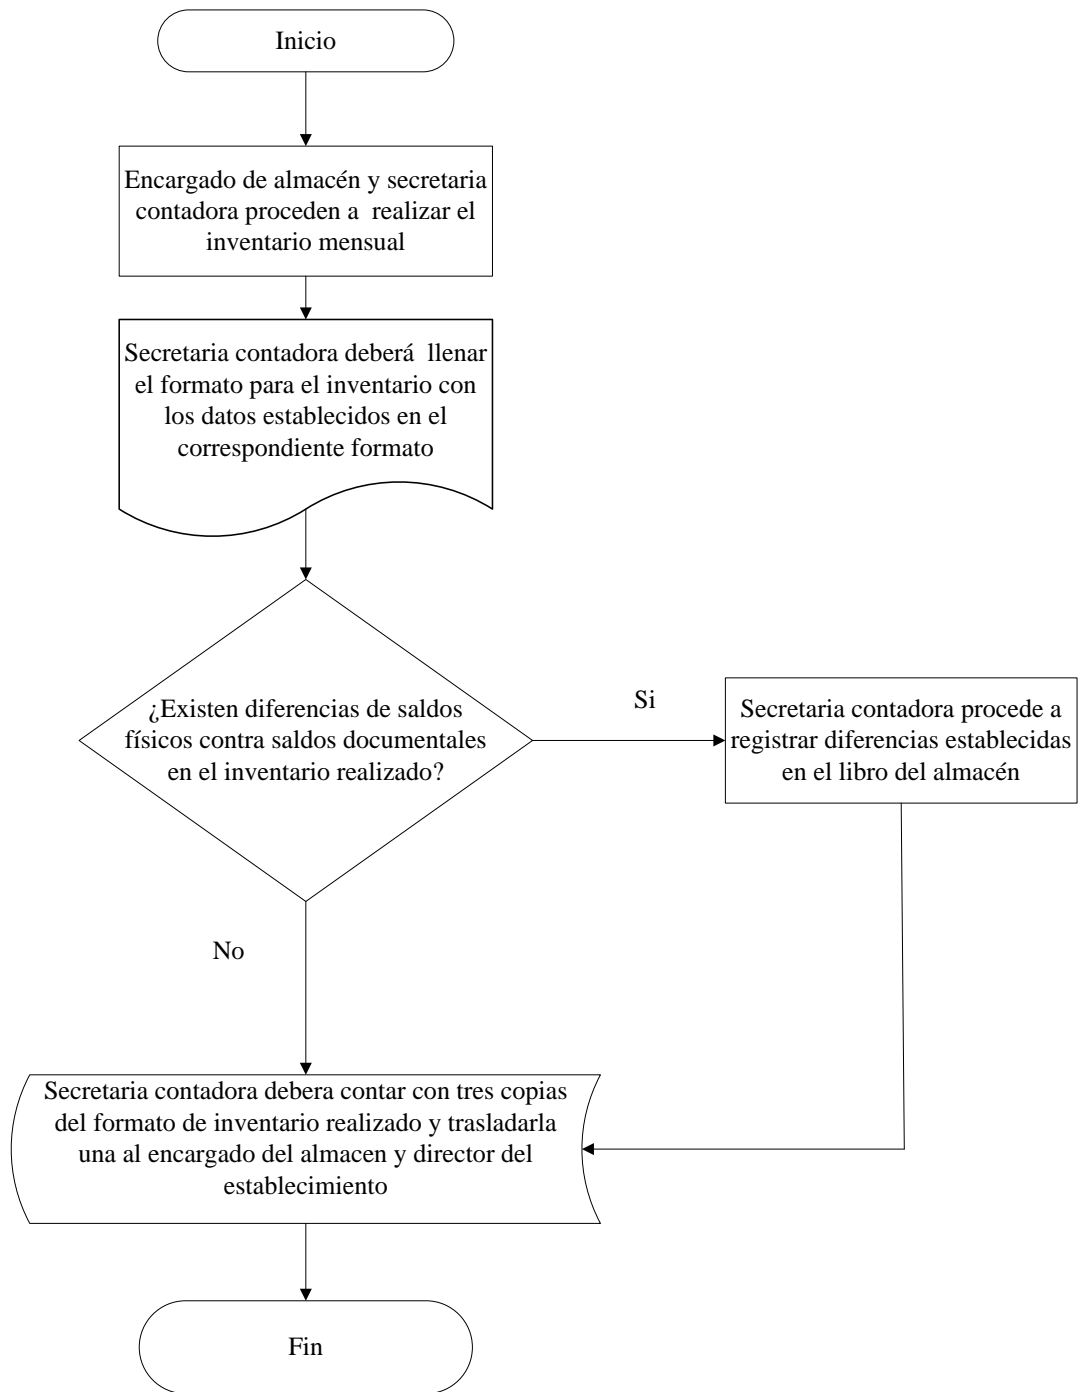 Inicio
Encargado de almacén y secretaria
contadora proceden a  realizar el
inventario mensual
Secretaria contadora deberá  llenar
el formato para el inventario con
los datos establecidos en el
correspondiente formato
¿Existen diferencias de saldos
físicos contra saldos documentales
en el inventario realizado?
Si
Secretaria contadora procede a
registrar diferencias establecidas
en el libro del almacén
No
Secretaria contadora debera contar con tres copias
del formato de inventario realizado y trasladarla
una al encargado del almacen y director del
establecimiento
Fin